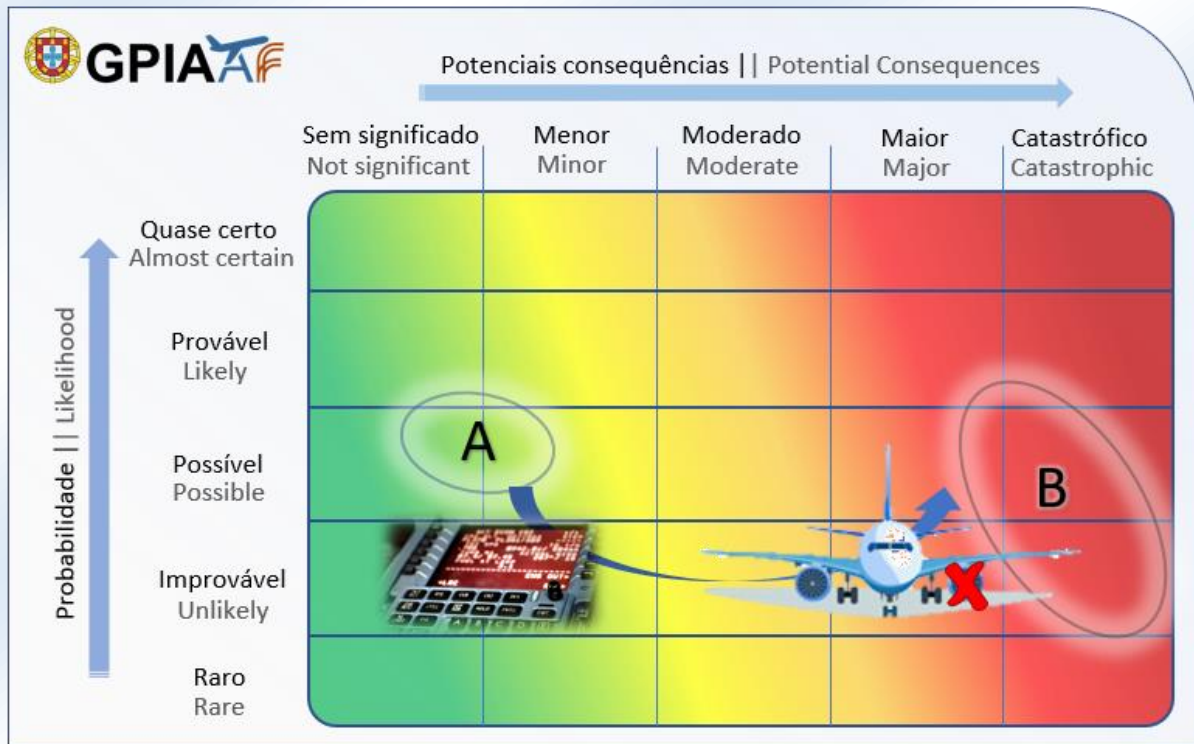 GPIAAF
Potenciais consequências || Potential Consequences
Sem significado
Not significant
Menor
Minor
Moderado
Moderate
Maior
Major
Catastrófico
Catastrophic
Probabilidade || Likelihood
Quase certo
Almost certain
Provável
Likely
Possível
Possible
Improvável
Unlikely
Raro
Rare
A
B